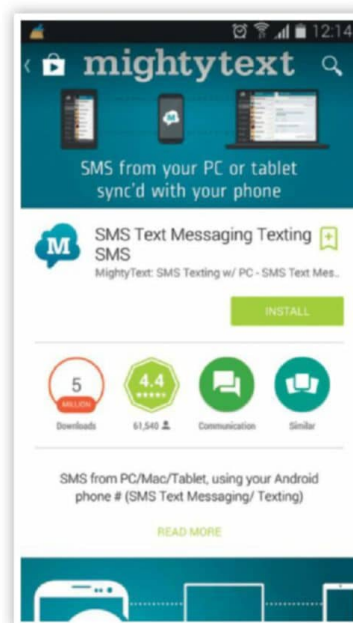 12:14
mightytext
SMS from your PC or tablet
sync'd with your phone
M
SMS Text Messaging Texting
SMS
MightyText: SMS Texting w/ PC - SMS Text Mes..
INSTALL
5
MILLION
4.4
Downloads
61,540
Communication
Similar
SMS from PC/Mac/Tablet, using your Android
phone # (SMS Text Messaging/ Texting)
READ MORE